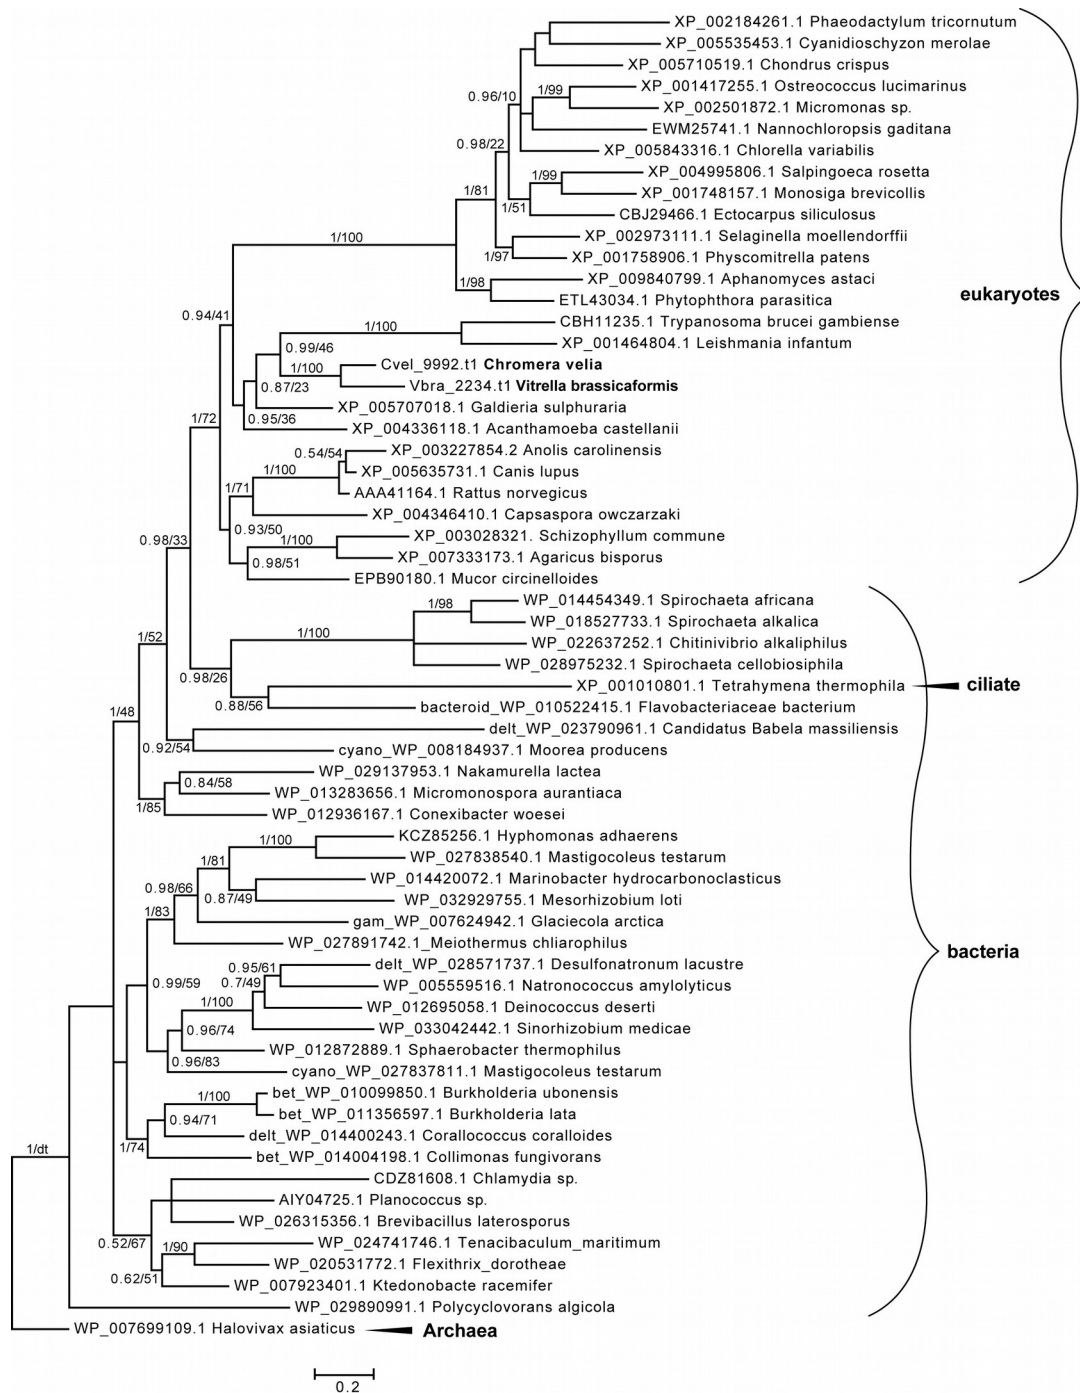 XP_002184261.1 Phaeodactylum tricornutum
XP_005535453.1 Cyanidioschyzon merolae
XP_005710519.1 Chondrus crispus
1/99 XP_001417255.1 Ostreococcus lucimarinus
0.96/10
XP_002501872.1 Micromonas sp.
EWM25741.1 Nannochloropsis gaditana
0.98/22
XP_005843316.1 Chlorella variabilis
1/99 XP_004995806.1 Salpingoeca rosetta
1/81 XP_001748157.1 Monosiga brevicollis
1/51 CBJ29466.1 Ectocarpus siliculosus
1/100 XP_002973111.1 Selaginella moellendorffii
1/97 XP_001758906.1 Physcomitrella patens
1/98 XP_009840799.1 Aphanomyces astaci
eukaryotes
ETL43034.1 Phytophthora parasitica
0.94/41
1/100 CBH11235.1 Trypanosoma brucei gambiense
0.99/46 XP_001464804.1 Leishmania infantum
1/100 Cvel_9992.t1 Chromera velia
0.87/23 Vbra_2234.t1 Vitrella brassicaformis
XP_005707018.1 Galdieria sulphuraria
1/72 0.95/36
XP_004336118.1 Acanthamoeba castellanii
0.54/54 XP_003227854.2 Anolis carolinensis
1/100 XP_005635731.1 Canis lupus
1/71 AAA41164.1 Rattus norvegicus
XP_004346410.1 Capsaspora owczarzaki
0.93/50
0.98/33 1/100 XP_003028321. Schizophyllum commune
0.98/51 XP_007333173.1 Agaricus bisporus
EPB90180.1 Mucor circinelloides
1/98 WP_014454349.1 Spirochaeta africana
WP_018527733.1 Spirochaeta alkalica
1/52 1/100 WP_022637252.1 Chitinivibrio alkaliphilus
WP_028975232.1 Spirochaeta cellobiosiphila
0.98/26
XP_001010801.1 Tetrahymena thermophila ciliate
0.88/56 bacteroid_WP_010522415.1 Flavobacteriaceae bacterium
1/48
delt_WP_023790961.1 Candidatus Babela massiliensis
0.92/54 cyano_WP_008184937.1 Moorea producens
WP_029137953.1 Nakamurella lactea
0.84/58
WP_013283656.1 Micromonospora aurantiaca
1/85
WP_012936167.1 Conexibacter woesei
1/100 KCZ85256.1 Hyphomonas adhaerens
1/81 WP_027838540.1 Mastigocoleus testarum
0.98/66 WP_014420072.1 Marinobacter hydrocarbonoclasticus
0.87/49 WP_032929755.1 Mesorhizobium loti
1/83 gam_WP_007624942.1 Glaciecola arctica
WP_027891742.1_Meiothermus chliarophilus
bacteria
0.95/61 delt_WP_028571737.1 Desulfonatronum lacustre
0.99/59 0.7/49 WP_005559516.1 Natronococcus amylolyticus
1/100 WP_012695058.1 Deinococcus deserti
0.96/74 WP_033042442.1 Sinorhizobium medicae
WP_012872889.1 Sphaerobacter thermophilus
0.96/83
cyano_WP_027837811.1 Mastigocoleus testarum
1/100 bet_WP_010099850.1 Burkholderia ubonensis
0.94/71 bet_WP_011356597.1 Burkholderia lata
delt_WP_014400243.1 Corallococcus coralloides
1/dt 1/74
bet_WP_014004198.1 Collimonas fungivorans
CDZ81608.1 Chlamydia sp.
AIY04725.1 Planococcus sp.
WP_026315356.1 Brevibacillus laterosporus
0.52/67 1/90 WP_024741746.1 Tenacibaculum_maritimum
WP_020531772.1 Flexithrix_dorotheae
0.62/51
WP_007923401.1 Ktedonobacte racemifer
WP_029890991.1 Polycyclovorans algicola
WP_007699109.1 Halovivax asiaticus Archaea
0.2